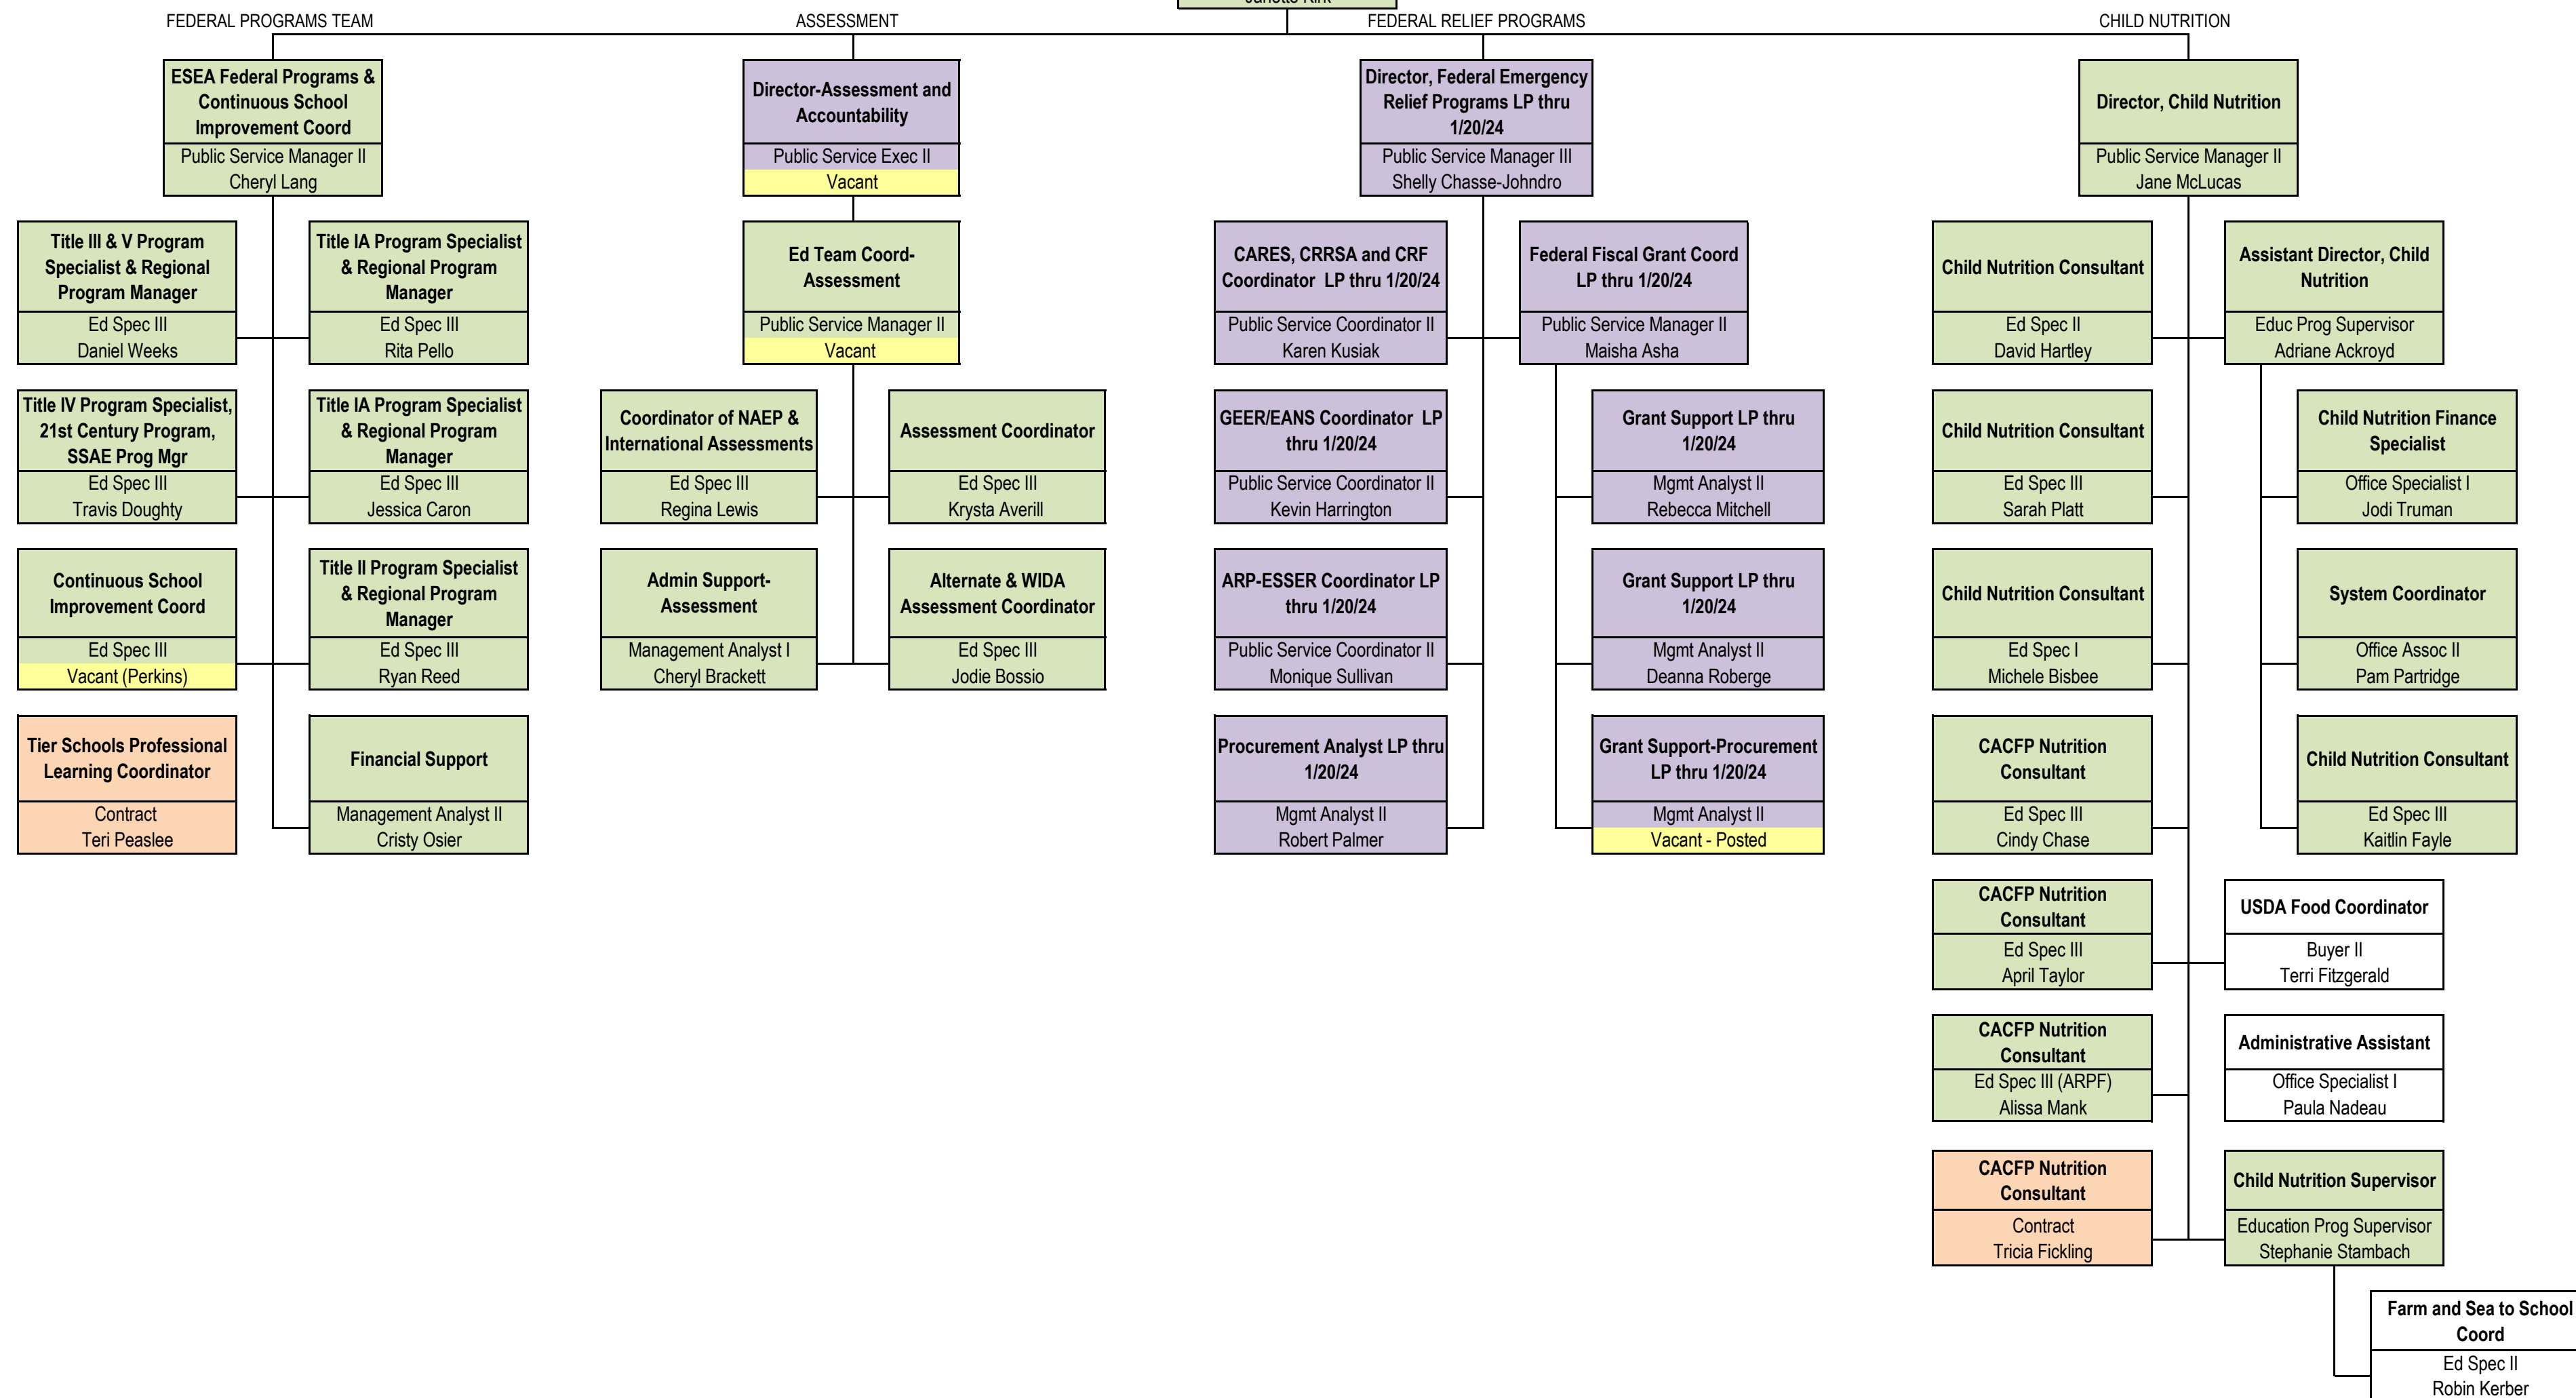 FEDERAL PROGRAMS TEAM
ASSESSMENT
FEDERAL RELIEF PROGRAMS
CHILD NUTRITION
ESEA Federal Programs &
Continuous School
Improvement Coord
Public Service Manager II
Cheryl Lang
Director-Assessment and
Accountability
Public Service Exec II
Vacant
Director, Federal Emergency
Relief Programs LP thru
1/20/24
Public Service Manager III
Shelly Chasse-Johndro
Director, Child Nutrition
Public Service Manager II
Jane McLucas
Title III & V Program
Specialist & Regional
Program Manager
Ed Spec III
Daniel Weeks
Title IA Program Specialist
& Regional Program
Manager
Ed Spec III
Rita Pello
Ed Team Coord-
Assessment
Public Service Manager II
Vacant
CARES, CRRSA and CRF
Coordinator LP thru 1/20/24
Public Service Coordinator II
Karen Kusiak
Federal Fiscal Grant Coord
LP thru 1/20/24
Public Service Manager II
Maisha Asha
Child Nutrition Consultant
Ed Spec II
David Hartley
Assistant Director, Child
Nutrition
Educ Prog Supervisor
Adriane Ackroyd
Title IV Program Specialist,
21st Century Program,
SSAE Prog Mgr
Ed Spec III
Travis Doughty
Title IA Program Specialist
& Regional Program
Manager
Ed Spec III
Jessica Caron
Coordinator of NAEP &
International Assessments
Ed Spec III
Regina Lewis
Assessment Coordinator
Ed Spec III
Krysta Averill
GEER/EANS Coordinator LP
thru 1/20/24
Public Service Coordinator II
Kevin Harrington
Grant Support LP thru
1/20/24
Mgmt Analyst II
Rebecca Mitchell
Child Nutrition Consultant
Ed Spec III
Sarah Platt
Child Nutrition Finance
Specialist
Office Specialist I
Jodi Truman
Continuous School
Improvement Coord
Ed Spec III
Vacant (Perkins)
Title II Program Specialist
& Regional Program
Manager
Ed Spec III
Ryan Reed
Admin Support-
Assessment
Management Analyst I
Cheryl Brackett
Alternate & WIDA
Assessment Coordinator
Ed Spec III
Jodie Bossio
ARP-ESSER Coordinator LP
thru 1/20/24
Public Service Coordinator II
Monique Sullivan
Grant Support LP thru
1/20/24
Mgmt Analyst II
Deanna Roberge
Child Nutrition Consultant
Ed Spec I
Michele Bisbee
System Coordinator
Office Assoc II
Pam Partridge
Tier Schools Professional
Learning Coordinator
Contract
Teri Peaslee
Financial Support
Management Analyst II
Cristy Osier
Procurement Analyst LP thru
1/20/24
Mgmt Analyst II
Robert Palmer
Grant Support-Procurement
LP thru 1/20/24
Mgmt Analyst II
Vacant - Posted
CACFP Nutrition
Consultant
Ed Spec III
Cindy Chase
Child Nutrition Consultant
Ed Spec III
Kaitlin Fayle
CACFP Nutrition
Consultant
Ed Spec III
April Taylor
USDA Food Coordinator
Buyer II
Terri Fitzgerald
CACFP Nutrition
Consultant
Ed Spec III (ARPF)
Alissa Mank
Administrative Assistant
Office Specialist I
Paula Nadeau
CACFP Nutrition
Consultant
Contract
Tricia Fickling
Child Nutrition Supervisor
Education Prog Supervisor
Stephanie Stambach
Farm and Sea to School
Coord
Ed Spec II
Robin Kerber